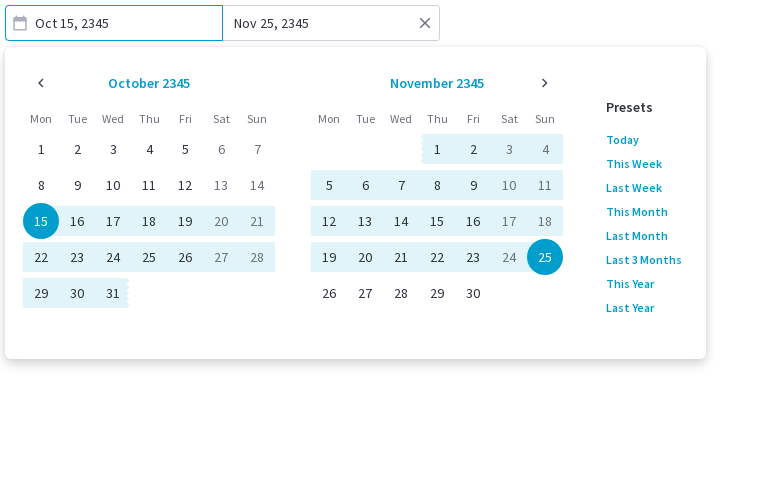 Oct 15, 2345 Nov 25, 2345
October 2345
Mon Tue Wed Thu Fri Sat Sun
1 2 3 4 5 6 7
8 9 10 11 12 13 14
15 16 17 18 19 20 21
22 23 24 25 26 27 28
29 30 31
November 2345
Mon Tue Wed Thu Fri Sat Sun
1 2 3 4
5 6 7 8 9 10 11
12 13 14 15 16 17 18
19 20 21 22 23 24 25
26 27 28 29 30
Presets
Today
This Week
Last Week
This Month
Last Month
Last 3 Months
This Year
Last Year